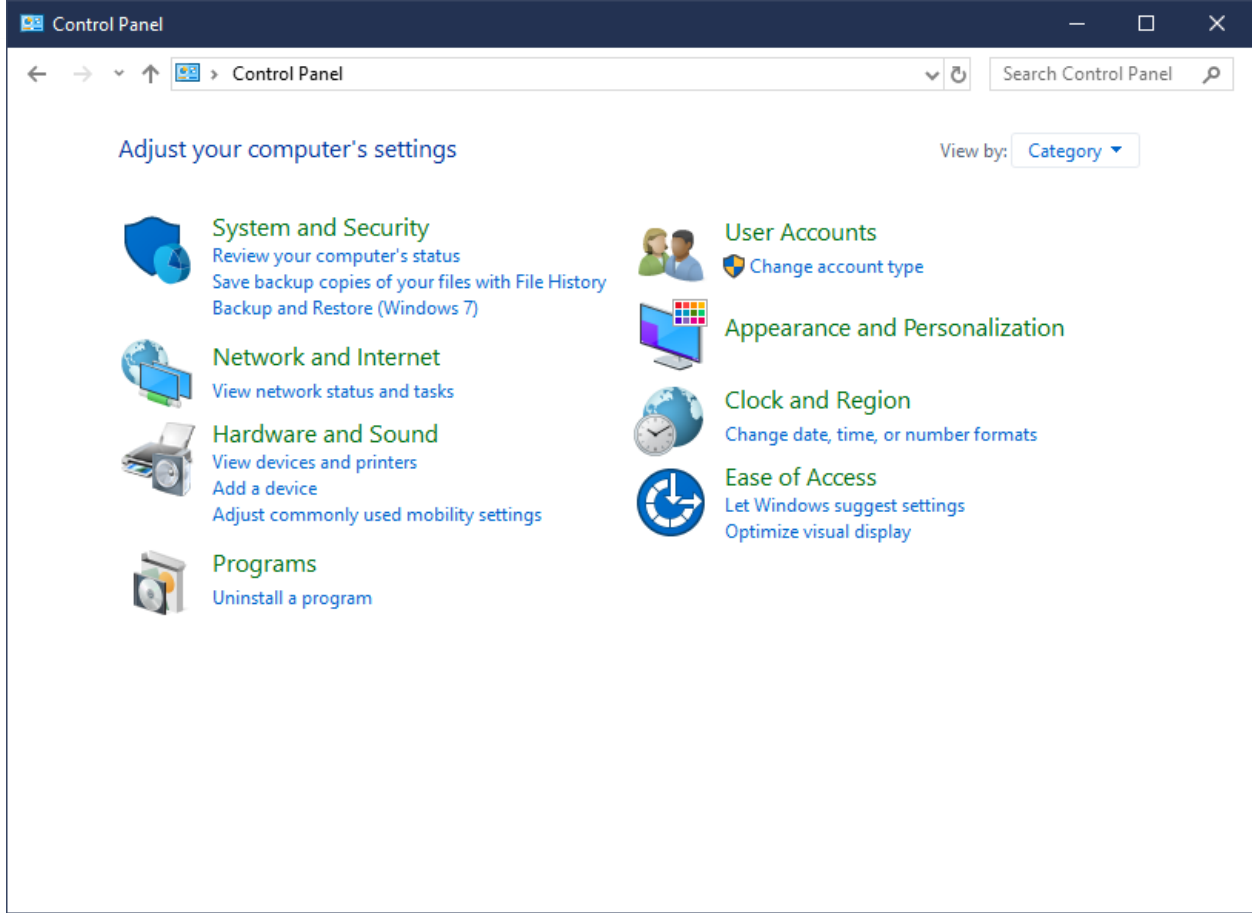 Control Panel
Control Panel
Search Control Panel
Adjust your computer's settings
View by: Category
System and Security
Review your computer's status
Save backup copies of your files with File History
Backup and Restore (Windows 7)
Network and Internet
View network status and tasks
Hardware and Sound
View devices and printers
Add a device
Adjust commonly used mobility settings
Programs
Uninstall a program
User Accounts
Change account type
Appearance and Personalization
Clock and Region
Change date, time, or number formats
Ease of Access
Let Windows suggest settings
Optimize visual display